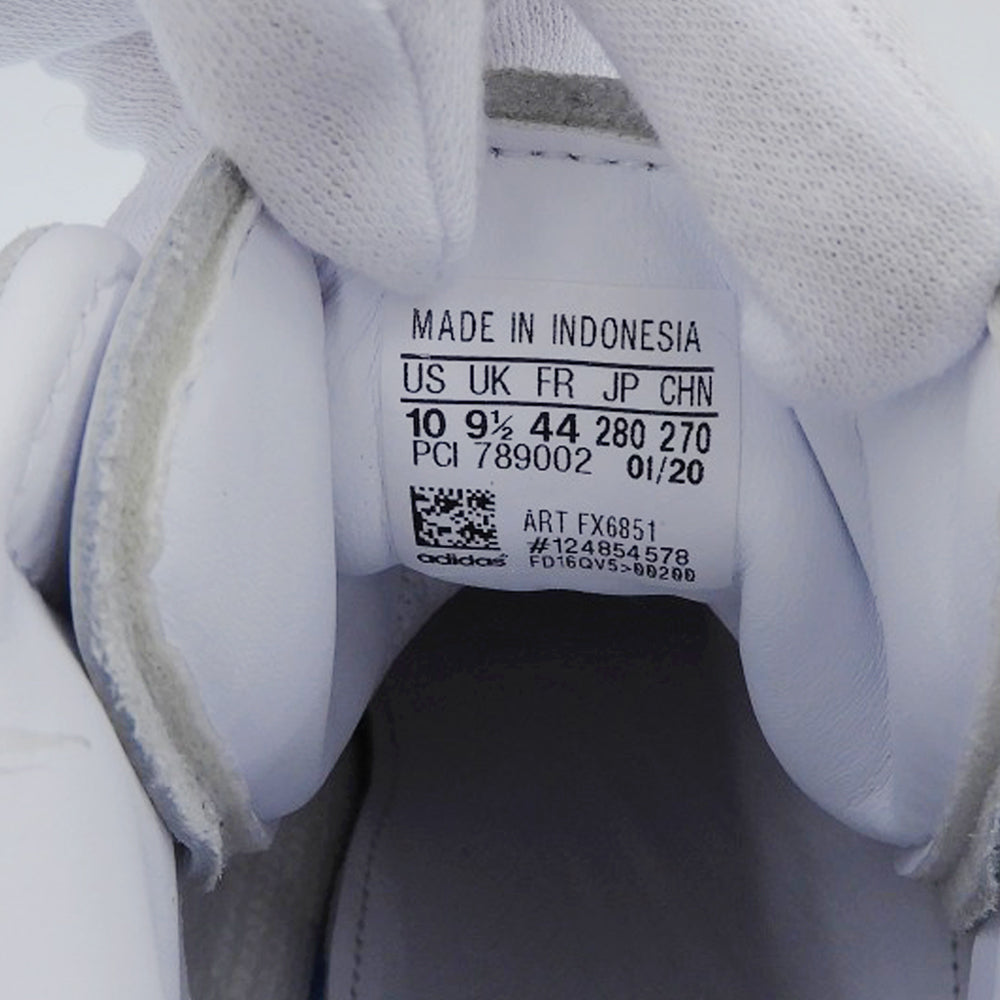 MADE IN INDONESIA
US UK FR JP CHN
10 9½ 44 280 270
PCI 789002 01/20
ART FX6851
#124854578
adidas FD16QV5>00200